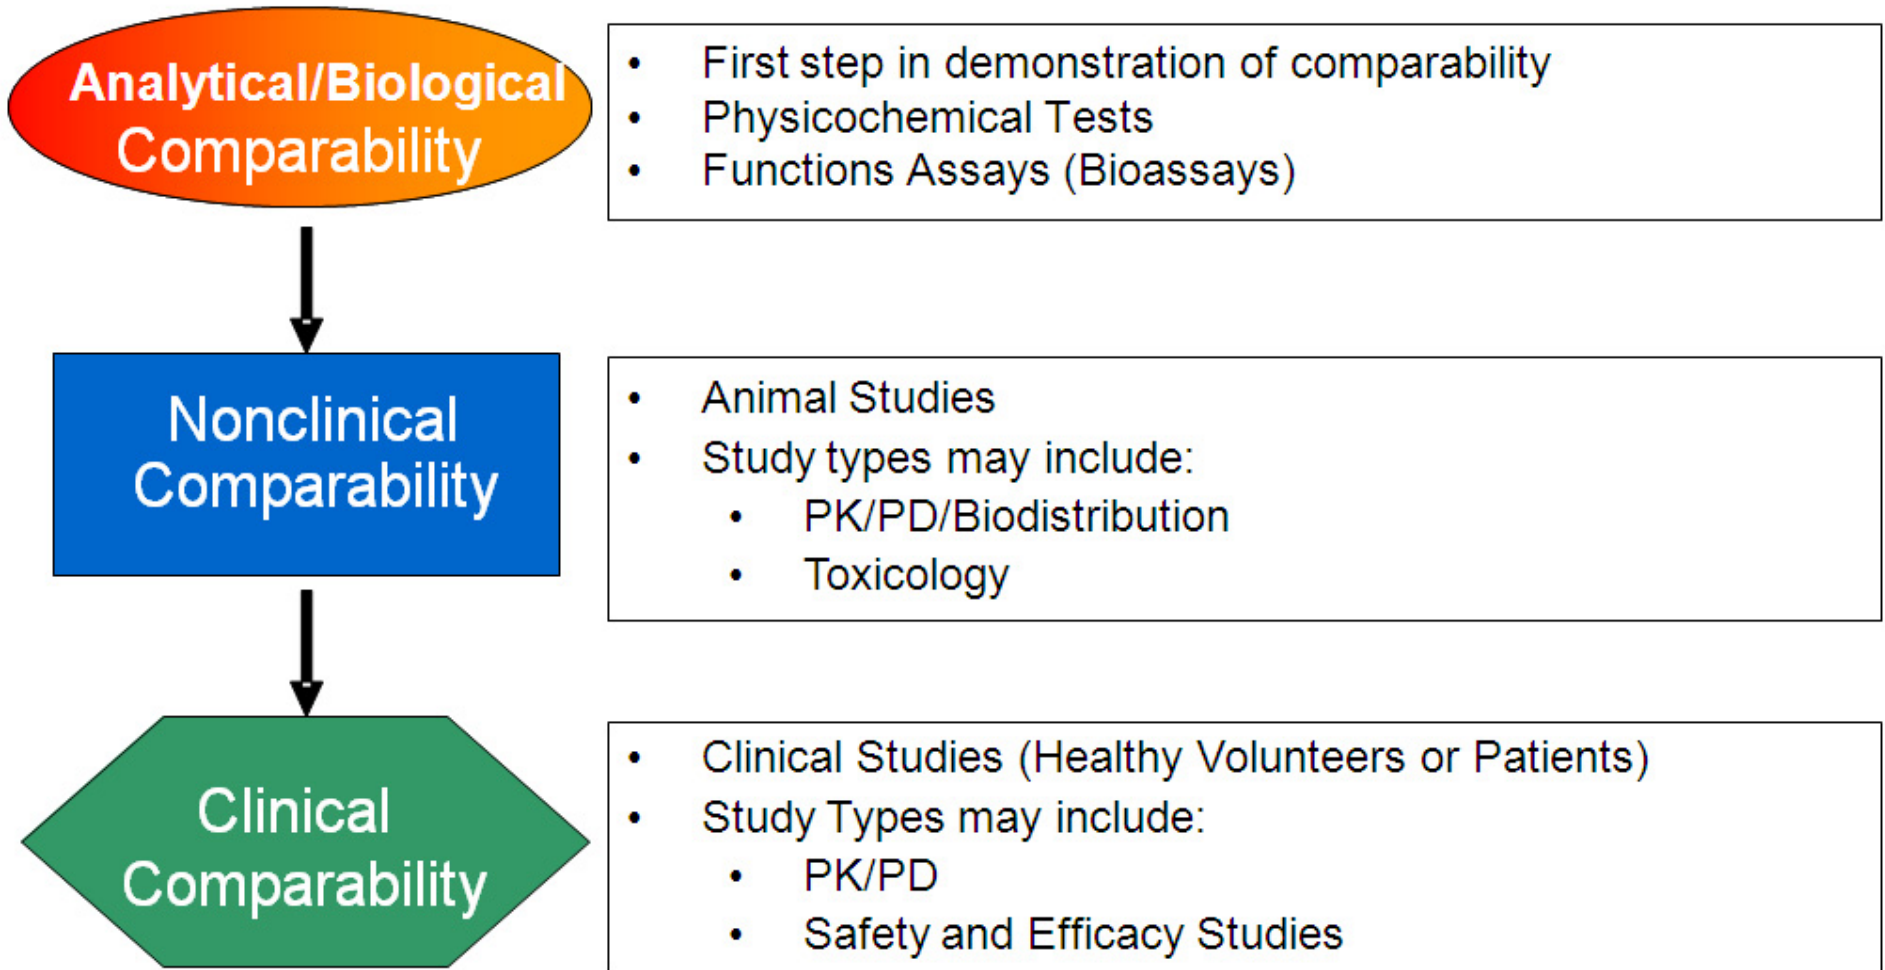 Analytical/Biological
Comparability
• First step in demonstration of comparability
• Physicochemical Tests
• Functions Assays (Bioassays)
Nonclinical
Comparability
• Animal Studies
• Study types may include:
• PK/PD/Biodistribution
• Toxicology
Clinical
Comparability
• Clinical Studies (Healthy Volunteers or Patients)
• Study Types may include:
• PK/PD
• Safety and Efficacy Studies